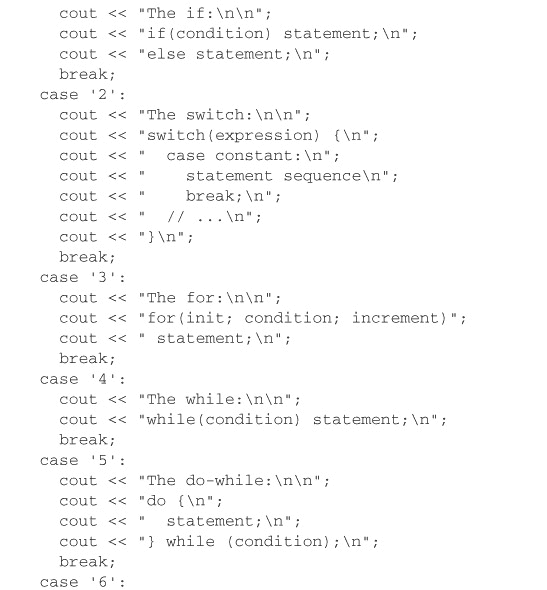 cout << "The if:\n\n";
cout << "if(condition) statement;\n";
cout << "else statement;\n";
break;
case '2':
cout << "The switch:\n\n";
cout << "switch(expression) {\n";
cout << "  case constant:\n";
cout << "    statement sequence\n";
cout << "    break;\n";
cout << "  // ...\n";
cout << "}\n";
break;
case '3':
cout << "The for:\n\n";
cout << "for(init; condition; increment)";
cout << " statement;\n";
break;
case '4':
cout << "The while:\n\n";
cout << "while(condition) statement;\n";
break;
case '5':
cout << "The do-while:\n\n";
cout << "do {\n";
cout << "  statement;\n";
cout << "} while (condition);\n";
break;
case '6':